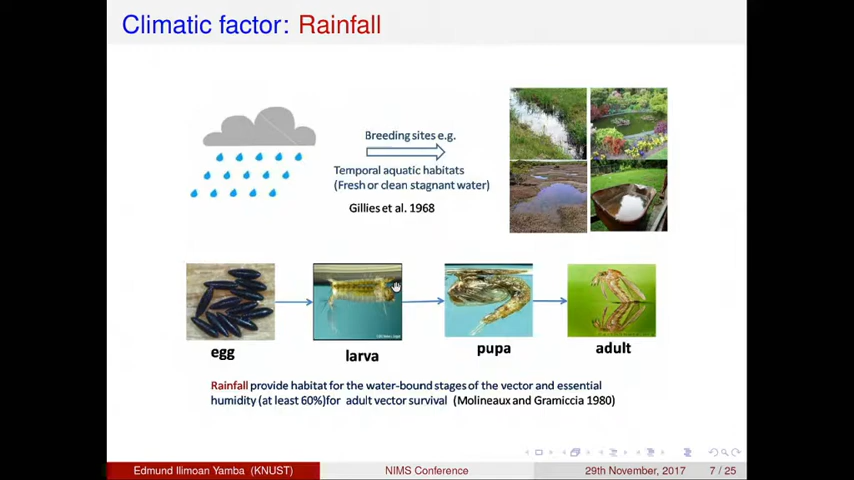 Climatic factor: Rainfall
Breeding sites e.g.
Temporal aquatic habitats
(Fresh or clean stagnant water)
Gillies et al. 1968
egg
larva
pupa
adult
Rainfall provide habitat for the water-bound stages of the vector and essential
humidity (at least 60%)for adult vector survival (Molineaux and Gramiccia 1980)
Edmund Ilimoan Yamba (KNUST)
NIMS Conference
29th November, 2017
7 / 25